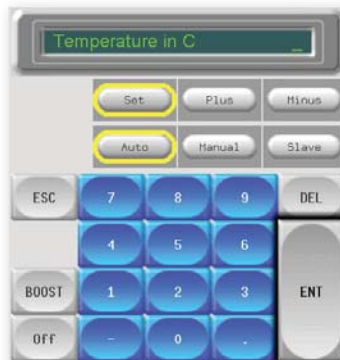 Temperature in C _
Set Plus Minus
Auto Manual Slave
ESC 7 8 9 DEL
4 5 6
BOOST 1 2 3 ENT
Off - 0 .